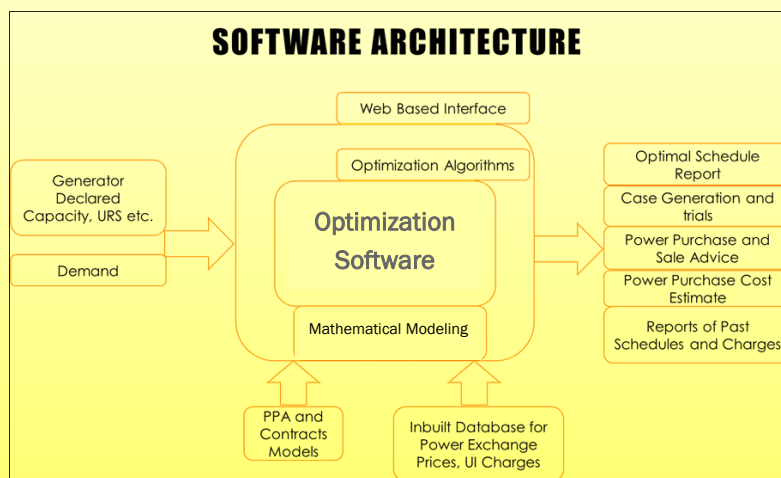 SOFTWARE ARCHITECTURE
Web Based Interface
Optimization Algorithms
Generator
Declared
Capacity, URS etc.
Demand
Optimization
Software
Mathematical Modeling
PPA and
Contracts
Models
Inbuilt Database for
Power Exchange
Prices, UI Charges
Optimal Schedule
Report
Case Generation and
trials
Power Purchase and
Sale Advice
Power Purchase Cost
Estimate
Reports of Past
Schedules and Charges